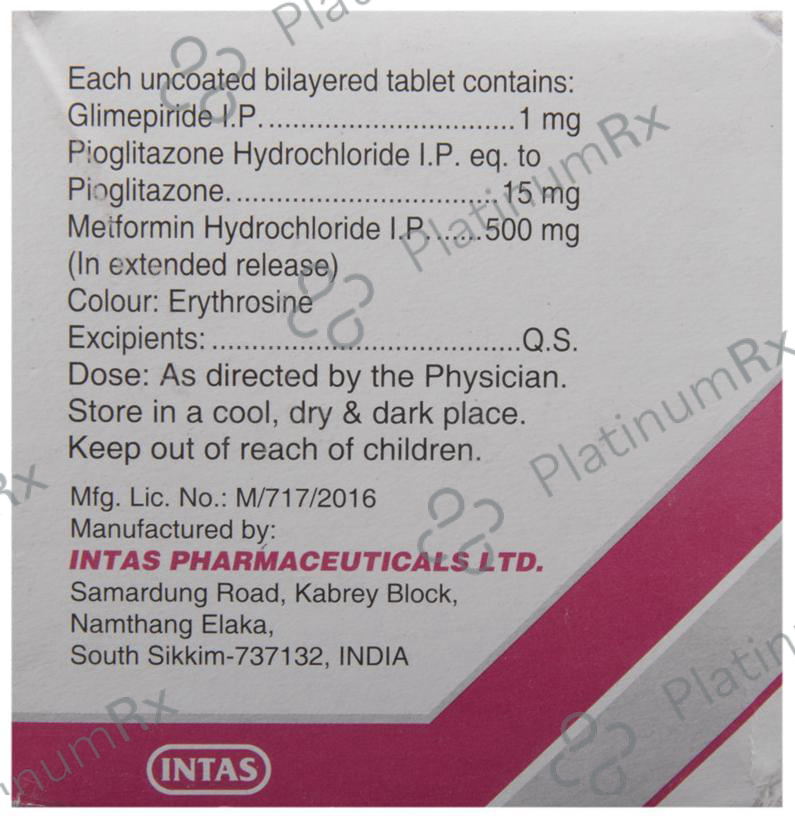 Each uncoated bilayered tablet contains:
Glimepiride I.P................................1 mg
Pioglitazone Hydrochloride I.P. eq. to
Pioglitazone...................................15 mg
Metformin Hydrochloride I.P........500 mg
(In extended release)
Colour: Erythrosine
Excipients: .....................................Q.S.
Dose: As directed by the Physician.
Store in a cool, dry & dark place.
Keep out of reach of children.
Mfg. Lic. No.: M/717/2016
Manufactured by:
INTAS PHARMACEUTICALS LTD.
Samardung Road, Kabrey Block,
Namthang Elaka,
South Sikkim-737132, INDIA
INTAS
PlatinumRx
PlatinumRx